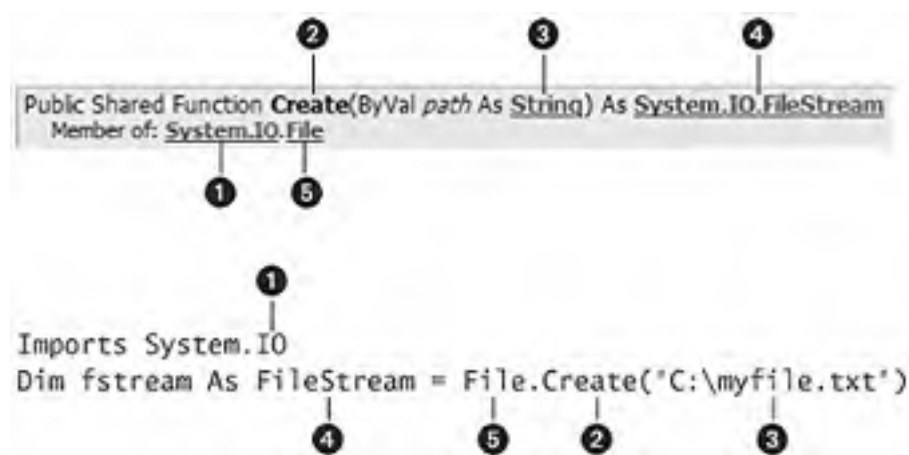 2 3 4
Public Shared Function Create(ByVal path As String) As System.IO.FileStream
Member of: System.IO.File
1 5
1
Imports System.IO
Dim fstream As FileStream = File.Create("C:\myfile.txt")
4 5 2 3